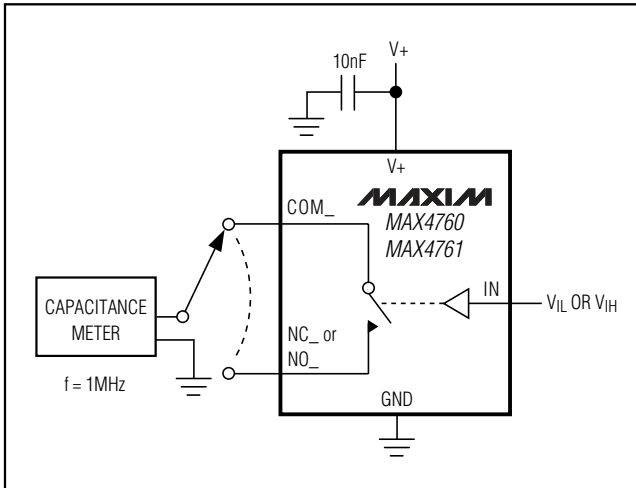 V+
10nF
V+
MAXIM
MAX4760
MAX4761
COM_
IN
VIL OR VIH
CAPACITANCE
METER
NC_ or
NO_
f = 1MHz
GND